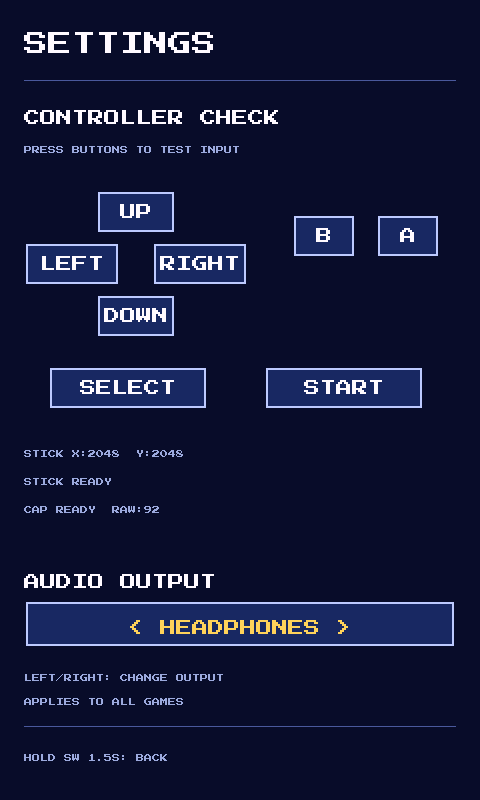 SETTINGS
CONTROLLER CHECK
PRESS BUTTONS TO TEST INPUT
UP
B A
LEFT RIGHT
DOWN
SELECT START
STICK X:2048 Y:2048
STICK READY
CAP READY RAW:92
AUDIO OUTPUT
< HEADPHONES >
LEFT/RIGHT: CHANGE OUTPUT
APPLIES TO ALL GAMES
HOLD SW 1.5S: BACK